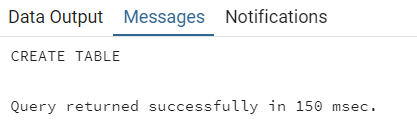 Data Output Messages Notifications
CREATE TABLE
Query returned successfully in 150 msec.